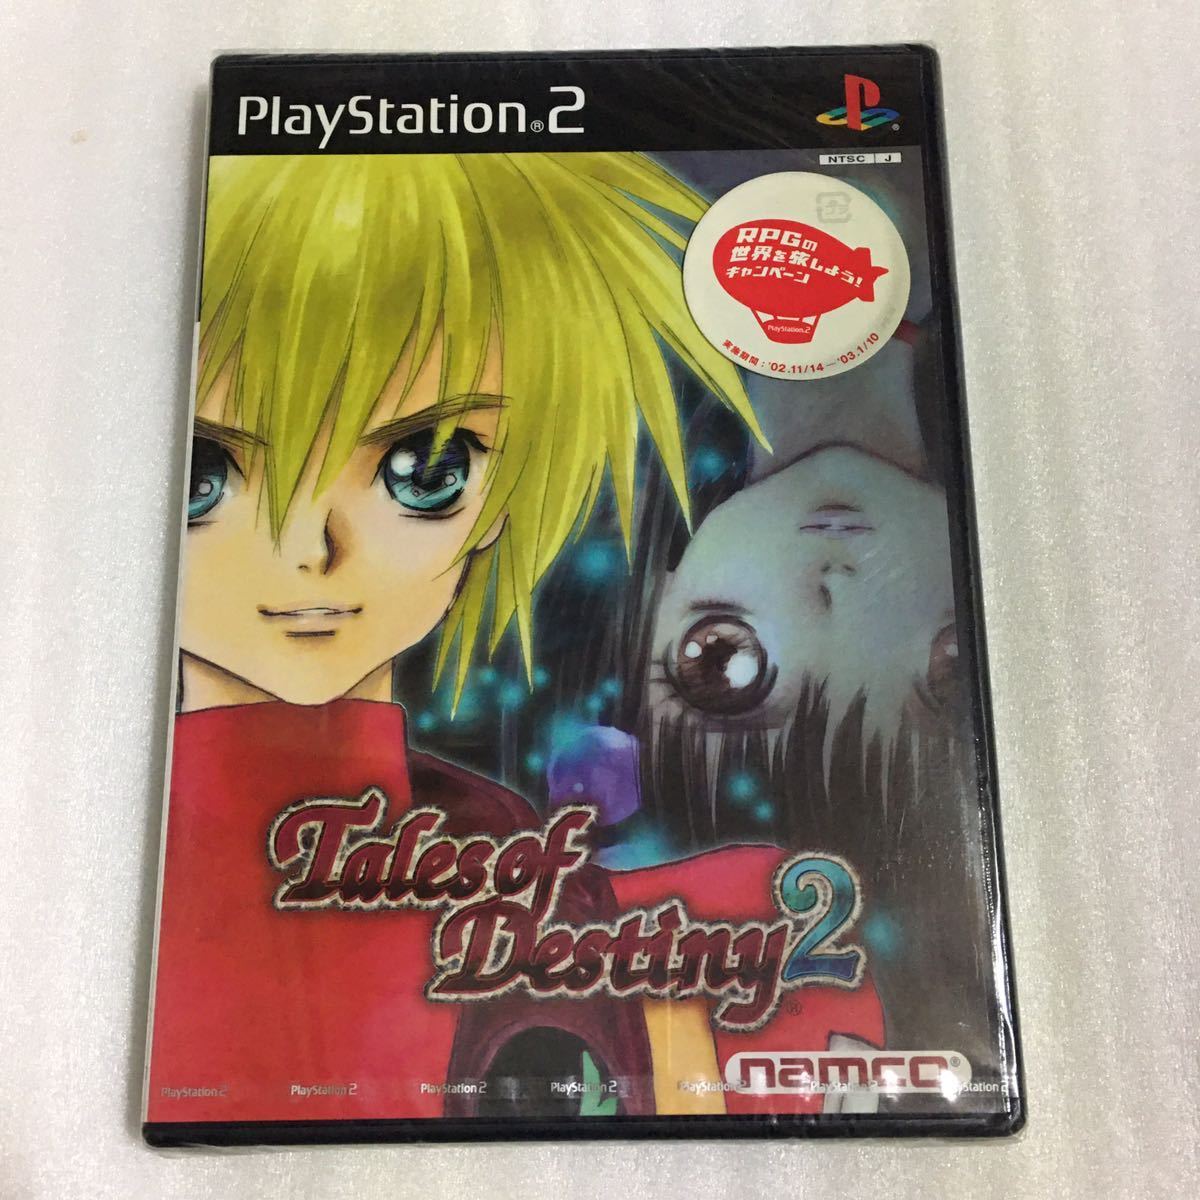 PlayStation®2
NTSC J
RPGの
世界を旅しよう!
キャンペーン
PlayStation.2
実施期間：'02.11/14—'03.1/10
Tales of
Destiny 2
®
namco®
PlayStation 2 PlayStation 2 PlayStation 2 PlayStation 2 PlayStation 2 PlayStation 2 PlayStation 2